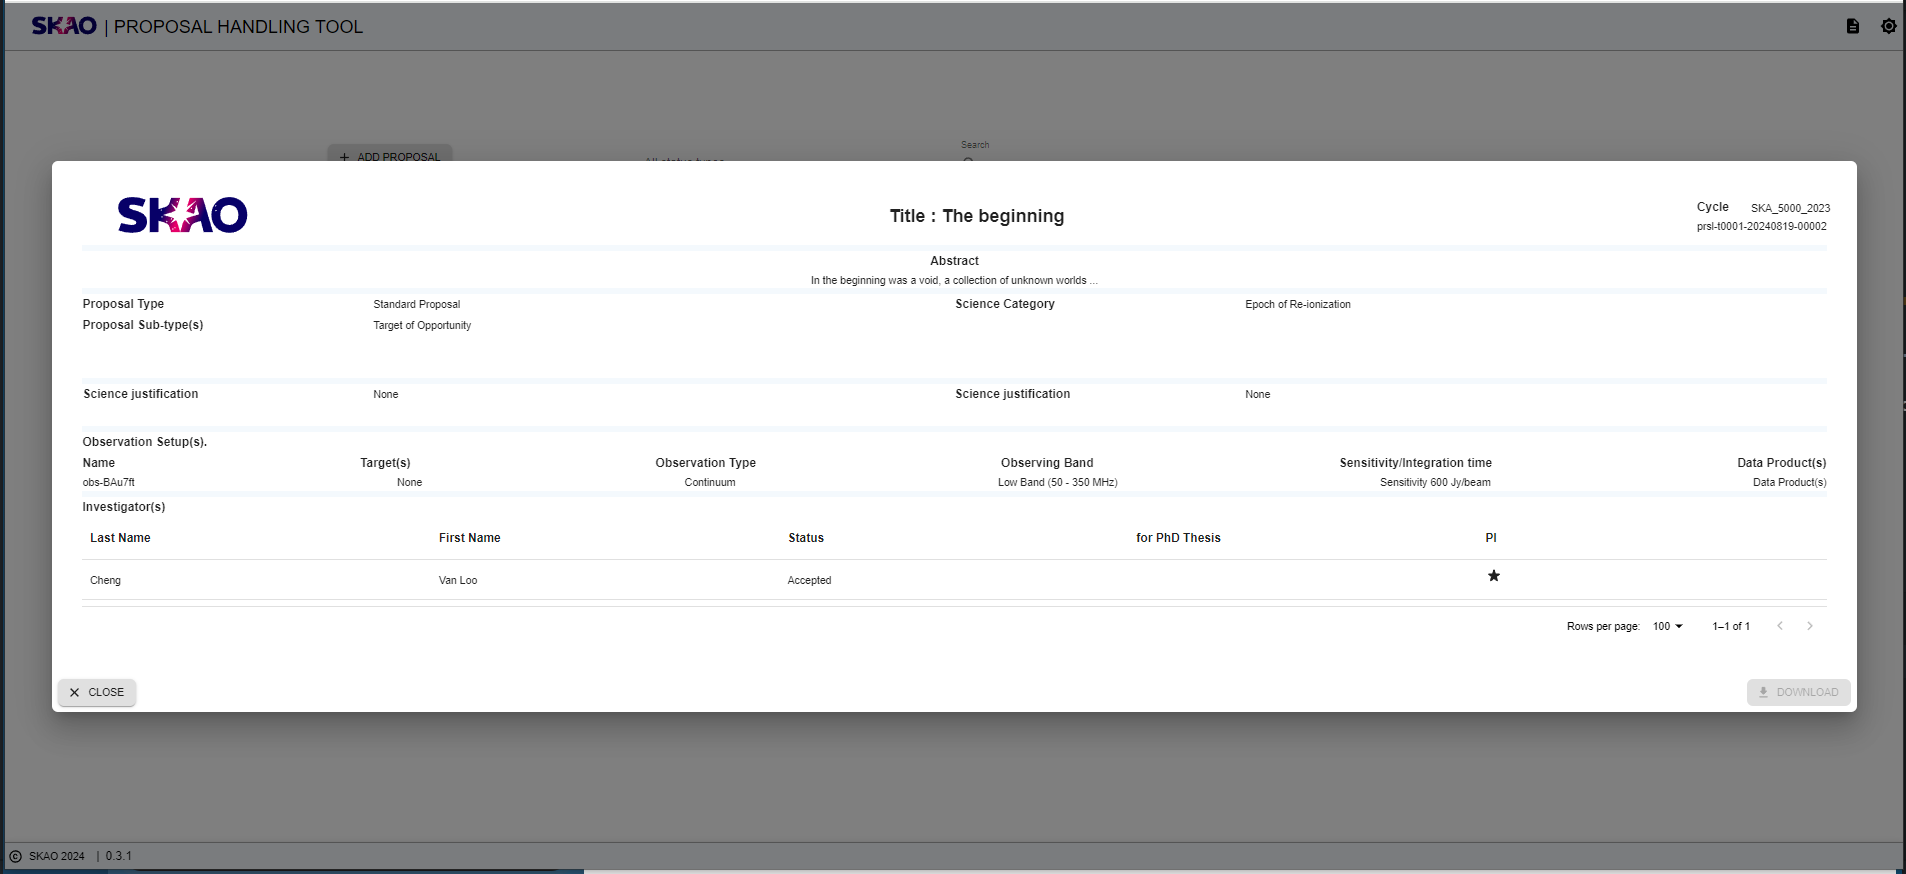 SKAO | PROPOSAL HANDLING TOOL
Search
+ ADD PROPOSAL
All status types
SKAO
Title : The beginning
Cycle SKA_5000_2023
prsl-t0001-20240819-00002
Abstract
In the beginning was a void, a collection of unknown worlds ...
Proposal Type Standard Proposal Science Category Epoch of Re-ionization
Proposal Sub-type(s) Target of Opportunity
Science justification None Science justification None
Observation Setup(s).
Name Target(s) Observation Type Observing Band Sensitivity/Integration time Data Product(s)
obs-BAu7ft None Continuum Low Band (50 - 350 MHz) Sensitivity 600 Jy/beam Data Product(s)
Investigator(s)
Last Name First Name Status for PhD Thesis PI
Cheng Van Loo Accepted ★
Rows per page: 100 1–1 of 1
CLOSE DOWNLOAD
© SKAO 2024 | 0.3.1